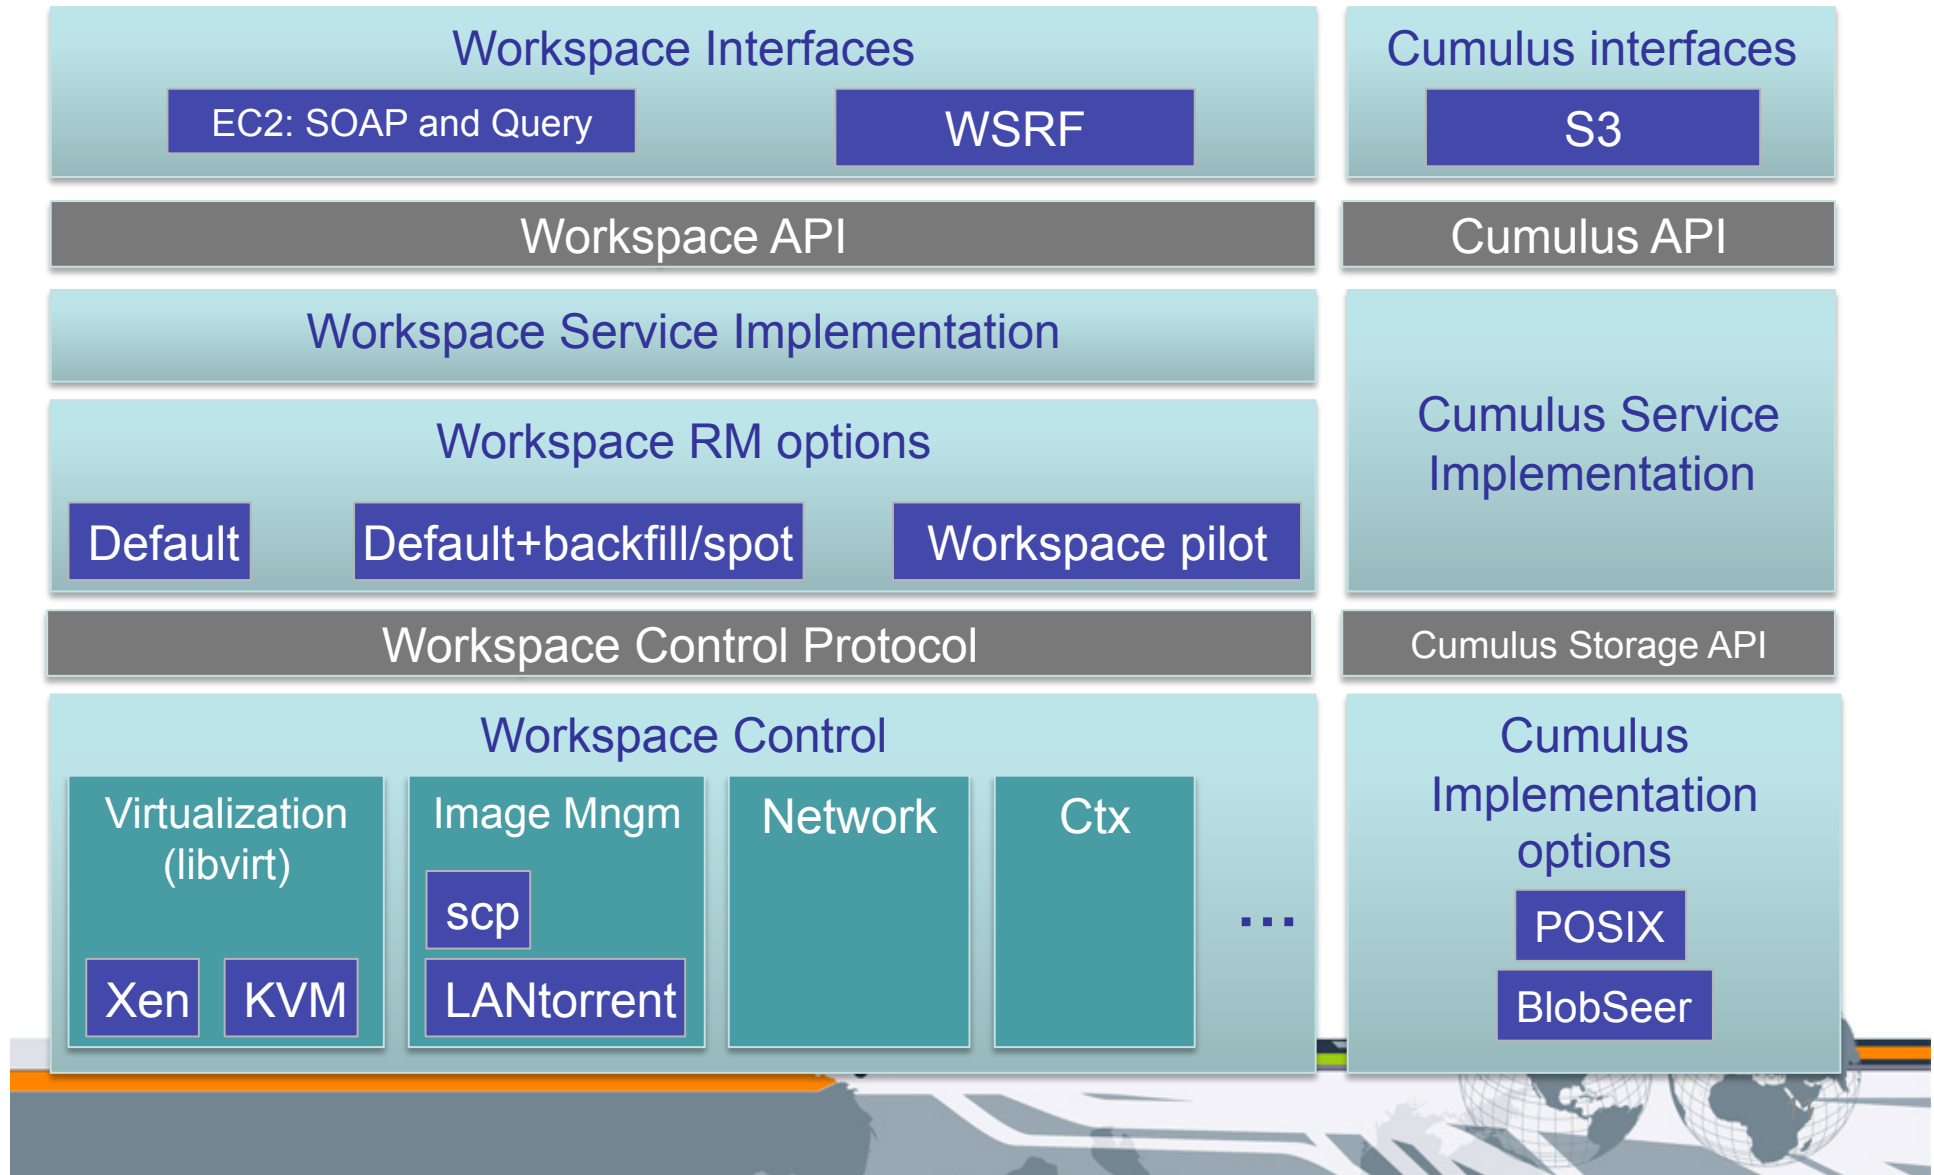 Workspace Interfaces
EC2: SOAP and Query
WSRF
Workspace API
Workspace Service Implementation
Workspace RM options
Default
Default+backfill/spot
Workspace pilot
Workspace Control Protocol
Workspace Control
Virtualization
(libvirt)
Xen
KVM
Image Mngm
scp
LANtorrent
Network
Ctx
...
Cumulus interfaces
S3
Cumulus API
Cumulus Service
Implementation
Cumulus Storage API
Cumulus
Implementation
options
POSIX
BlobSeer